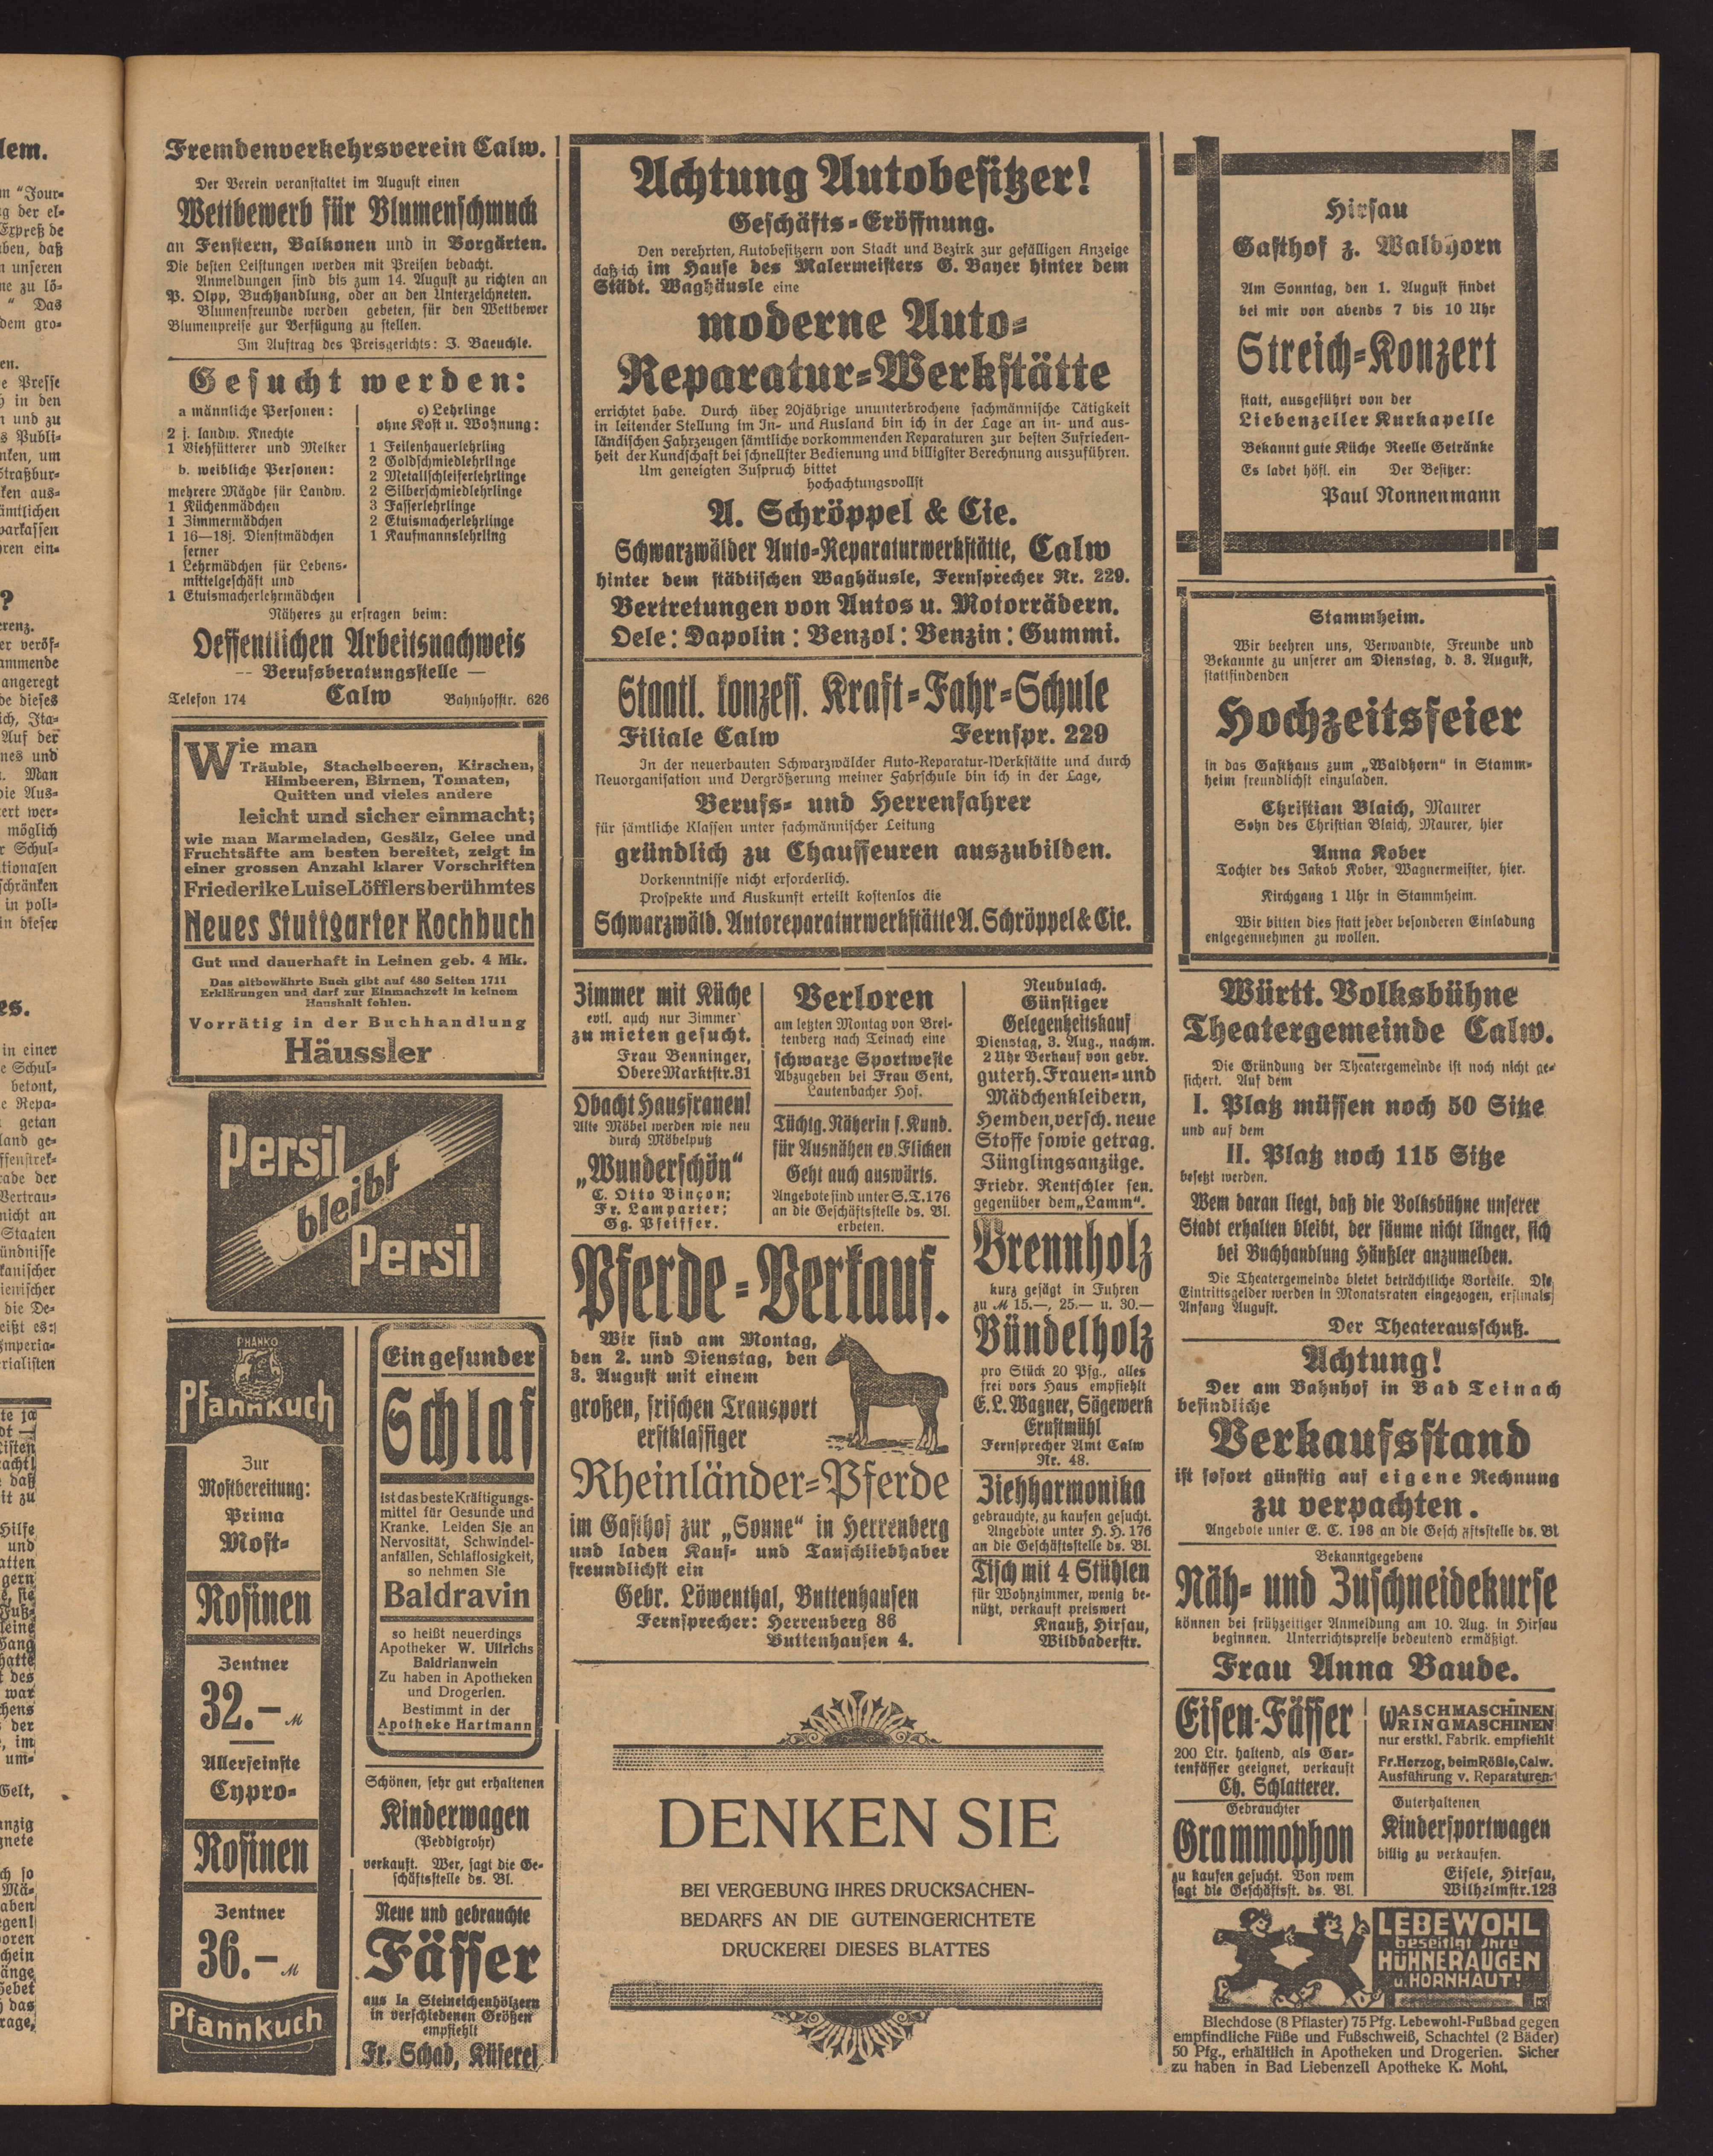 Fremdenverkehrsverein Calw.
Der Verein veranstaltet im August einen
Wettbewerb für Blumenschmuck
an Fenstern, Balkonen und in Vorgärten.
Die besten Leistungen werden mit Preisen bedacht.
Anmeldungen sind bis zum 14. August zu richten an
P. Olpp, Buchhandlung, oder an den Unterzeichneten.
Blumenfreunde werden gebeten, für den Wettbewer
Blumenpreise zur Verfügung zu stellen.
Im Auftrag des Preisgerichts: J. Baeuchle.
Gesucht werden:
a männliche Personen:
2 j. landw. Knechte
1 Viehfütterer und Melker
b. weibliche Personen:
mehrere Mägde für Landw.
1 Küchenmädchen
1 Zimmermädchen
1 16—18j. Dienstmädchen
ferner
1 Lehrmädchen für Lebens-
mittelgeschäft und
1 Etuismacherlehrmädchen
c) Lehrlinge
ohne Kost u. Wohnung:
1 Feilenhauerlehrling
2 Goldschmiedlehrlinge
2 Metallschleiferlehrlinge
2 Silberschmiedlehrlinge
3 Fasserlehrlinge
2 Etuismacherlehrlinge
1 Kaufmannslehrling
Näheres zu erfragen beim:
Oeffentlichen Arbeitsnachweis
-- Berufsberatungsstelle —
Telefon 174 Calw Bahnhofstr. 626
Wie man
Träuble, Stachelbeeren, Kirschen,
Himbeeren, Birnen, Tomaten,
Quitten und vieles andere
leicht und sicher einmacht;
wie man Marmeladen, Gesälz, Gelee und
Fruchtsäfte am besten bereitet, zeigt in
einer grossen Anzahl klarer Vorschriften
Friederike Luise Löfflers berühmtes
Neues Stuttgarter Kochbuch
Gut und dauerhaft in Leinen geb. 4 Mk.
Das altbewährte Buch gibt auf 480 Seiten 1711
Erklärungen und darf zur Einmachzeit in keinem
Haushalt fehlen.
Vorrätig in der Buchhandlung
Häussler
Persil
bleibt
Persil
PHANKO
Pfannkuch
Zur
Mostbereitung:
Prima
Most-
Rosinen
Zentner
32.– M
Allerfeinste
Cypro-
Rosinen
Zentner
36.– M
Pfannkuch
Ein gesunder
Schlaf
ist das beste Kräftigungs-
mittel für Gesunde und
Kranke. Leiden Sie an
Nervosität, Schwindel-
anfällen, Schlaflosigkeit,
so nehmen Sie
Baldravin
so heißt neuerdings
Apotheker W. Ullrichs
Baldrianwein
Zu haben in Apotheken
und Drogerien.
Bestimmt in der
Apotheke Hartmann
Schönen, sehr gut erhaltenen
Kinderwagen
(Peddigrohr)
verkauft. Wer, sagt die Ge-
schäftsstelle ds. Bl.
Neue und gebrauchte
Fässer
aus Ia Steineichenhölzern
in verschiedenen Größen
empfiehlt
Fr. Schad, Küferei
Achtung Autobesitzer!
Geschäfts-Eröffnung.
Den verehrten, Autobesitzern von Stadt und Bezirk zur gefälligen Anzeige
daß ich im Hause des Malermeisters G. Bayer hinter dem
Städt. Waghäusle eine
moderne Auto-
Reparatur-Werkstätte
errichtet habe. Durch über 20jährige ununterbrochene fachmännische Tätigkeit
in leitender Stellung im In- und Ausland bin ich in der Lage an in- und aus-
ländischen Fahrzeugen sämtliche vorkommenden Reparaturen zur besten Zufrieden-
heit der Kundschaft bei schnellster Bedienung und billigster Berechnung auszuführen.
Um geneigten Zuspruch bittet
hochachtungsvollst
A. Schröppel & Cie.
Schwarzwälder Auto-Reparaturwerkstätte, Calw
hinter dem städtischen Waghäusle, Fernsprecher Nr. 229.
Vertretungen von Autos u. Motorrädern.
Oele: Dapolin: Benzol: Benzin: Gummi.
Staatl. konzess. Kraft-Fahr-Schule
Filiale Calw Fernspr. 229
In der neuerbauten Schwarzwälder Auto-Reparatur-Werkstätte und durch
Neuorganisation und Vergrößerung meiner Fahrschule bin ich in der Lage,
Berufs- und Herrenfahrer
für sämtliche Klassen unter fachmännischer Leitung
gründlich zu Chauffeuren auszubilden.
Vorkenntnisse nicht erforderlich.
Prospekte und Auskunft erteilt kostenlos die
Schwarzwäld. Autoreparaturwerkstätte A. Schröppel & Cie.
Zimmer mit Küche
evtl. auch nur Zimmer
zu mieten gesucht.
Frau Benninger,
Obere Marktstr. 31
Obacht Hausfrauen!
Alte Möbel werden wie neu
durch Möbelputz
„Wunderschön“
C. Otto Vinçon;
Fr. Lamparter;
Gg. Pfeiffer.
Verloren
am letzten Montag von Brei-
tenberg nach Teinach eine
schwarze Sportweste
Abzugeben bei Frau Gent,
Lautenbacher Hof.
Tüchtg. Näherin s. Kund.
für Ausnähen ev. Flicken
Geht auch auswärts.
Angebote sind unter S. T. 176
an die Geschäftsstelle ds. Bl.
erbeten.
Pferde-Verkauf.
Wir sind am Montag,
den 2. und Dienstag, den
3. August mit einem
großen, frischen Transport
erstklassiger
Rheinländer-Pferde
im Gasthof zur „Sonne“ in Herrenberg
und laden Kauf- und Tauschliebhaber
freundlichst ein
Gebr. Löwenthal, Buttenhausen
Fernsprecher: Herrenberg 86
Buttenhausen 4.
Neubulach.
Günstiger
Gelegenheitskauf
Dienstag, 3. Aug., nachm.
2 Uhr Verkauf von gebr.
guterh. Frauen- und
Mädchenkleidern,
Hemden, versch. neue
Stoffe sowie getrag.
Jünglingsanzüge.
Friedr. Rentschler sen.
gegenüber dem „Lamm“.
Brennholz
kurz gesägt in Fuhren
zu M 15.—, 25.— u. 30.—
Bündelholz
pro Stück 20 Pfg., alles
frei vors Haus empfiehlt
E. L. Wagner, Sägewerk
Ernstmühl
Fernsprecher Amt Calw
Nr. 48.
Ziehharmonika
gebrauchte, zu kaufen gesucht.
Angebote unter H. H. 176
an die Geschäftsstelle ds. Bl.
Tisch mit 4 Stühlen
für Wohnzimmer, wenig be-
nützt, verkauft preiswert
Knauß, Hirsau,
Wildbaderstr.
DENKEN SIE
BEI VERGEBUNG IHRES DRUCKSACHEN-
BEDARFS AN DIE GUTEINGERICHTETE
DRUCKEREI DIESES BLATTES
Hirsau
Gasthof z. Waldhorn
Am Sonntag, den 1. August findet
bei mir von abends 7 bis 10 Uhr
Streich-Konzert
statt, ausgeführt von der
Liebenzeller Kurkapelle
Bekannt gute Küche Reelle Getränke
Es ladet höfl. ein Der Besitzer:
Paul Nonnenmann
Stammheim.
Wir beehren uns, Verwandte, Freunde und
Bekannte zu unserer am Dienstag, d. 3. August,
stattfindenden
Hochzeitsfeier
in das Gasthaus zum „Waldhorn“ in Stamm-
heim freundlichst einzuladen.
Christian Blaich, Maurer
Sohn des Christian Blaich, Maurer, hier
Anna Kober
Tochter des Jakob Kober, Wagnermeister, hier.
Kirchgang 1 Uhr in Stammheim.
Wir bitten dies statt jeder besonderen Einladung
entgegennehmen zu wollen.
Württ. Volksbühne
Theatergemeinde Calw.
Die Gründung der Theatergemeinde ist noch nicht ge-
sichert. Auf dem
I. Platz müssen noch 50 Sitze
und auf dem
II. Platz noch 115 Sitze
besetzt werden.
Wem daran liegt, daß die Volksbühne unserer
Stadt erhalten bleibt, der säume nicht länger, sich
bei Buchhandlung Häußler anzumelden.
Die Theatergemeinde bietet beträchtliche Vorteile. Die
Eintrittsgelder werden in Monatsraten eingezogen, erstmals
Anfang August.
Der Theaterausschuß.
Achtung!
Der am Bahnhof in Bad Teinach
befindliche
Verkaufsstand
ist sofort günstig auf eigene Rechnung
zu verpachten.
Angebote unter E. C. 196 an die Gesch äftsstelle ds. Bl
Bekanntgegebene
Näh- und Zuschneidekurse
können bei frühzeitiger Anmeldung am 10. Aug. in Hirsau
beginnen. Unterrichtspreise bedeutend ermäßigt.
Frau Anna Baude.
Eisen-Fässer
200 Ltr. haltend, als Gar-
tenfässer geeignet, verkauft
Ch. Schlatterer.
Gebrauchter
Grammophon
zu kaufen gesucht. Von wem
sagt die Geschäftsst. ds. Bl.
WASCHMASCHINEN
WRINGMASCHINEN
nur erstkl. Fabrik. empfiehlt
Fr. Herzog, beim Rößle, Calw.
Ausführung v. Reparaturen.
Guterhaltenen
Kindersportwagen
billig zu verkaufen.
Eisele, Hirsau,
Wilhelmstr. 123
LEBEWOHL
beseitigt Ihre
HÜHNERAUGEN
u. HORNHAUT!
Blechdose (8 Pflaster) 75 Pfg. Lebewohl-Fußbad gegen
empfindliche Füße und Fußschweiß, Schachtel (2 Bäder)
50 Pfg., erhältlich in Apotheken und Drogerien. Sicher
zu haben in Bad Liebenzell Apotheke K. Mohl.